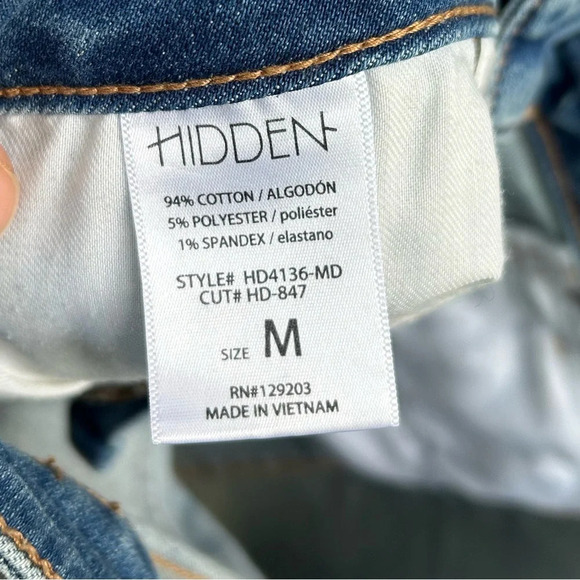 HIDDEN
94% COTTON / ALGODÓN
5% POLYESTER / poliéster
1% SPANDEX / elastano
STYLE# HD4136-MD
CUT# HD-847
SIZE M
RN#129203
MADE IN VIETNAM